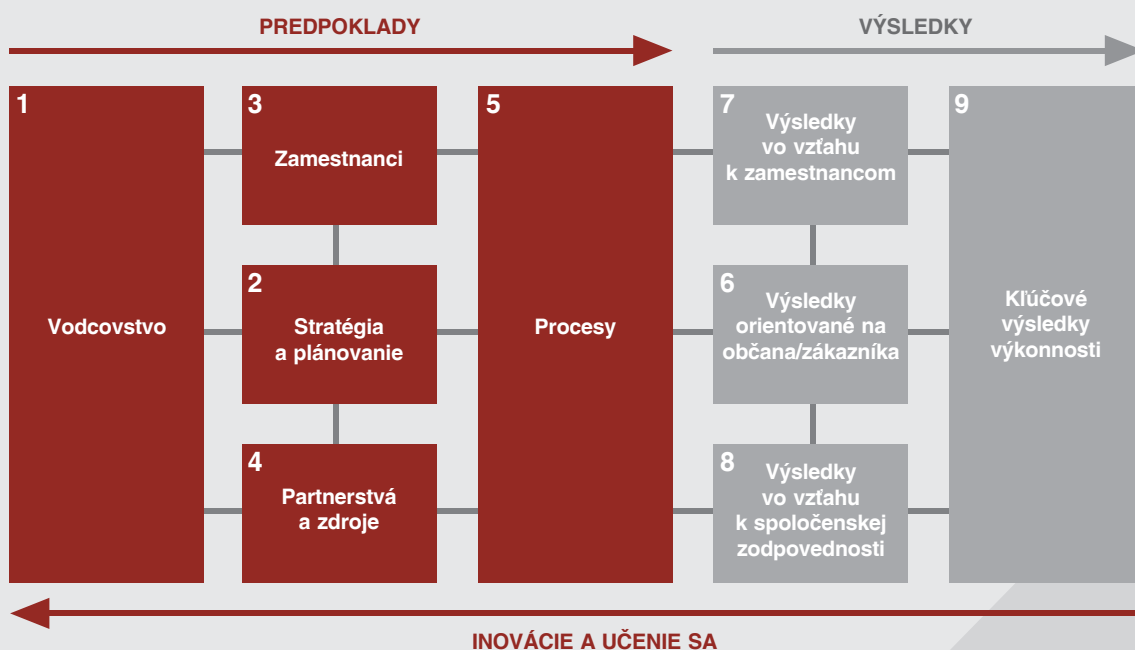 PREDPOKLADY
VÝSLEDKY
1
Vodcovstvo
3
Zamestnanci
2
Stratégia
a plánovanie
4
Partnerstvá
a zdroje
5
Procesy
7
Výsledky
vo vzťahu
k zamestnancom
6
Výsledky
orientované na
občana/zákazníka
8
Výsledky
vo vzťahu
k spoločenskej
zodpovednosti
9
Kľúčové
výsledky
výkonnosti
INOVÁCIE A UČENIE SA